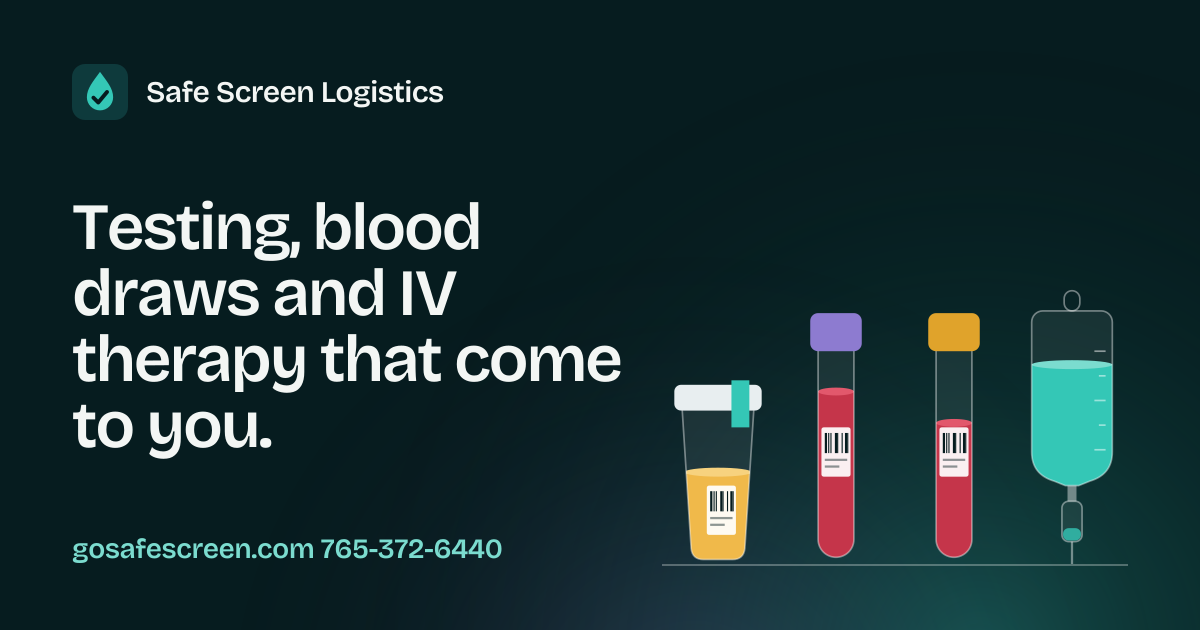 Safe Screen Logistics
Testing, blood
draws and IV
therapy that come
to you.
gosafescreen.com 765-372-6440